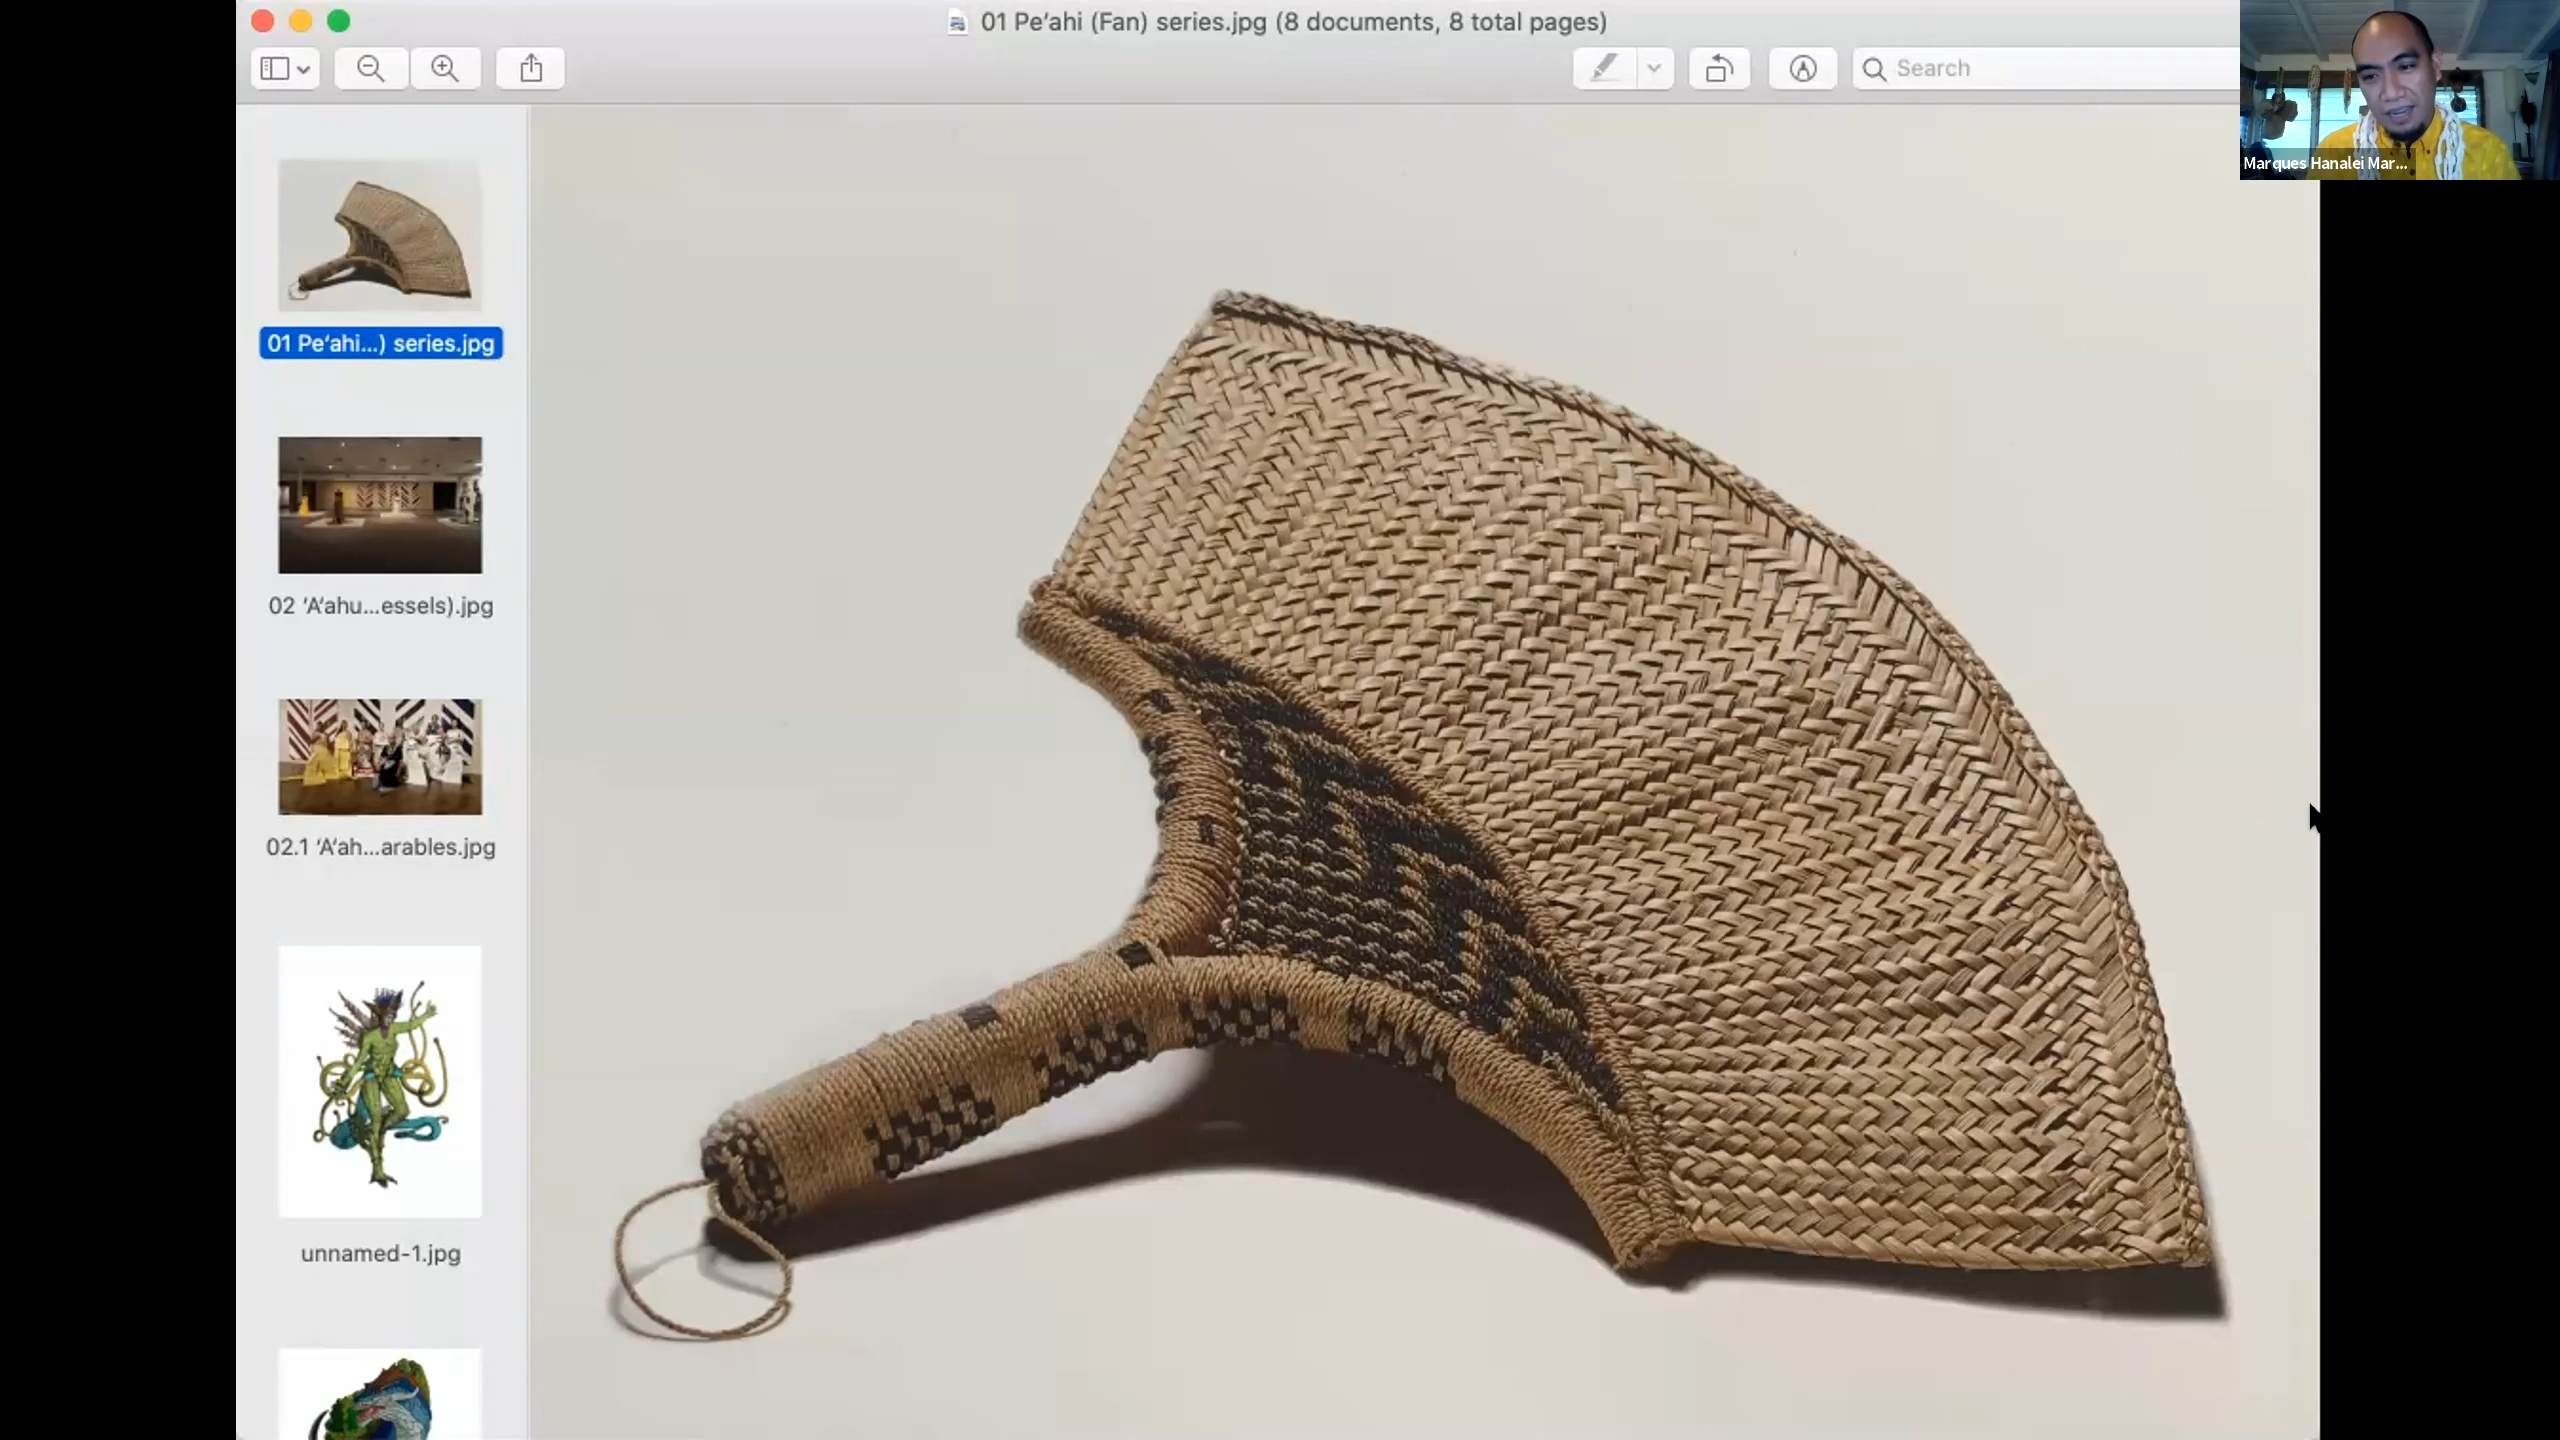 01 Pe‘ahi (Fan) series.jpg (8 documents, 8 total pages)
Search
Marques Hanalei Mar...
01 Pe‘ahi...) series.jpg
02 ‘A‘ahu...essels).jpg
02.1 ‘A‘ah...arables.jpg
unnamed-1.jpg